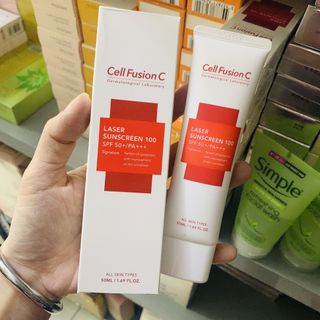 Cell Fusion C
Dermatological Laboratory
LASER
SUNSCREEN 100
SPF 50+/PA+++
Signature
ALL SKIN TYPES
50ML / 1.69 FL.OZ.
Cell Fusion C
Dermatological Laboratory
LASER
SUNSCREEN 100
SPF 50+/PA+++
Signature
ALL SKIN TYPES
50ML / 1.69 FL.OZ.
Simple